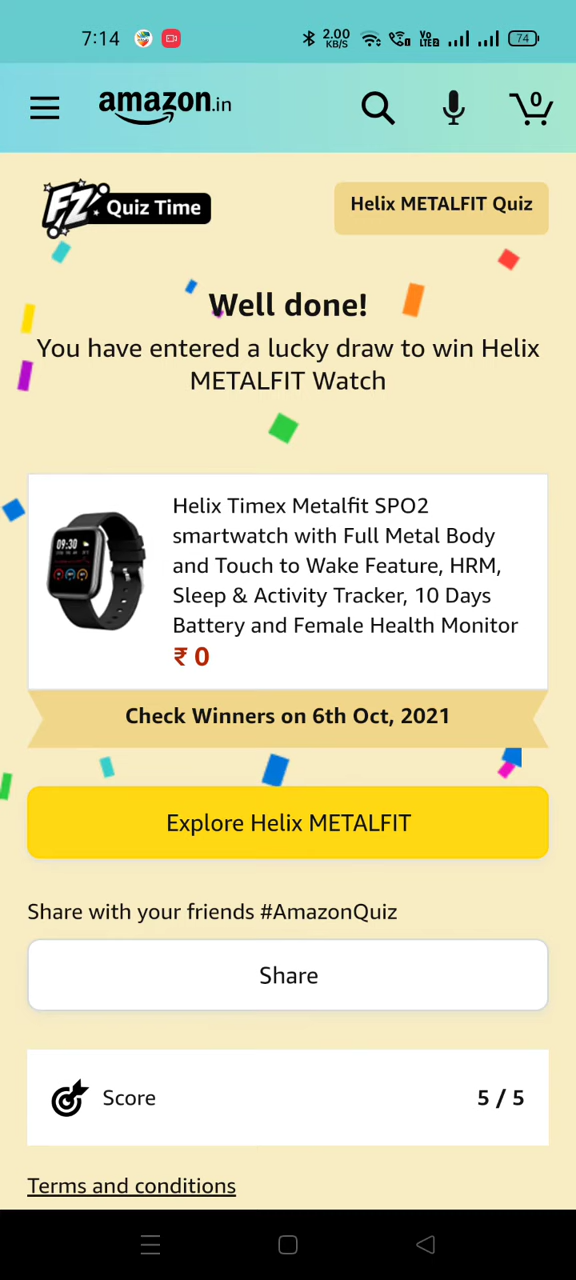 7:14
2.00
KB/S
Vo
LTE2
74
amazon.in
0
FZ Quiz Time
Helix METALFIT Quiz
Well done!
You have entered a lucky draw to win Helix
METALFIT Watch
09:30
Helix Timex Metalfit SPO2
smartwatch with Full Metal Body
and Touch to Wake Feature, HRM,
Sleep & Activity Tracker, 10 Days
Battery and Female Health Monitor
₹ 0
Check Winners on 6th Oct, 2021
Explore Helix METALFIT
Share with your friends #AmazonQuiz
Share
Score
5 / 5
Terms and conditions